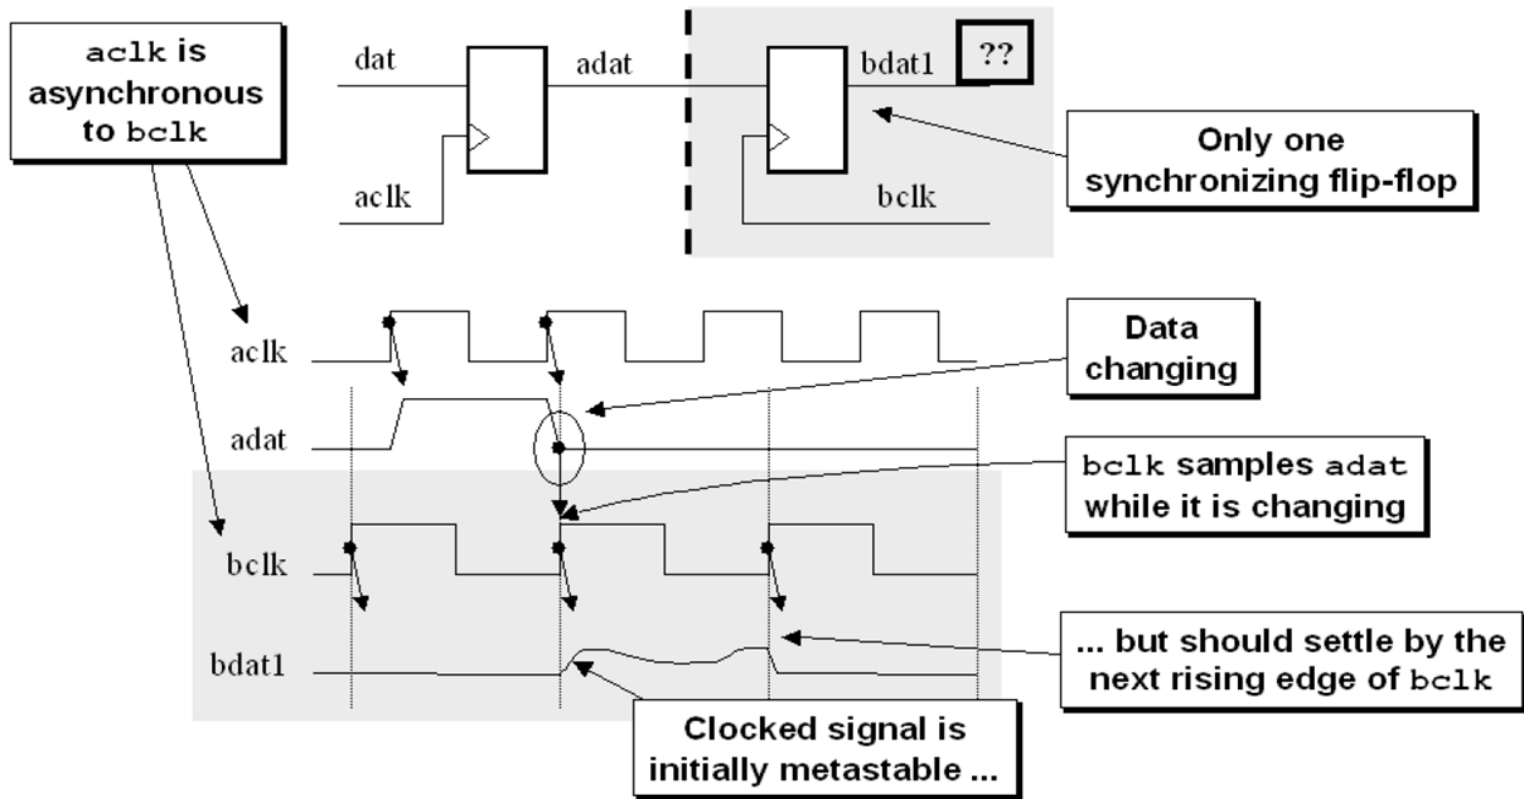 aclk is
asynchronous
to bclk
dat
adat
bdat1
??
aclk
bclk
Only one
synchronizing flip-flop
aclk
Data
changing
adat
bclk samples adat
while it is changing
bclk
bdat1
... but should settle by the
next rising edge of bclk
Clocked signal is
initially metastable ...